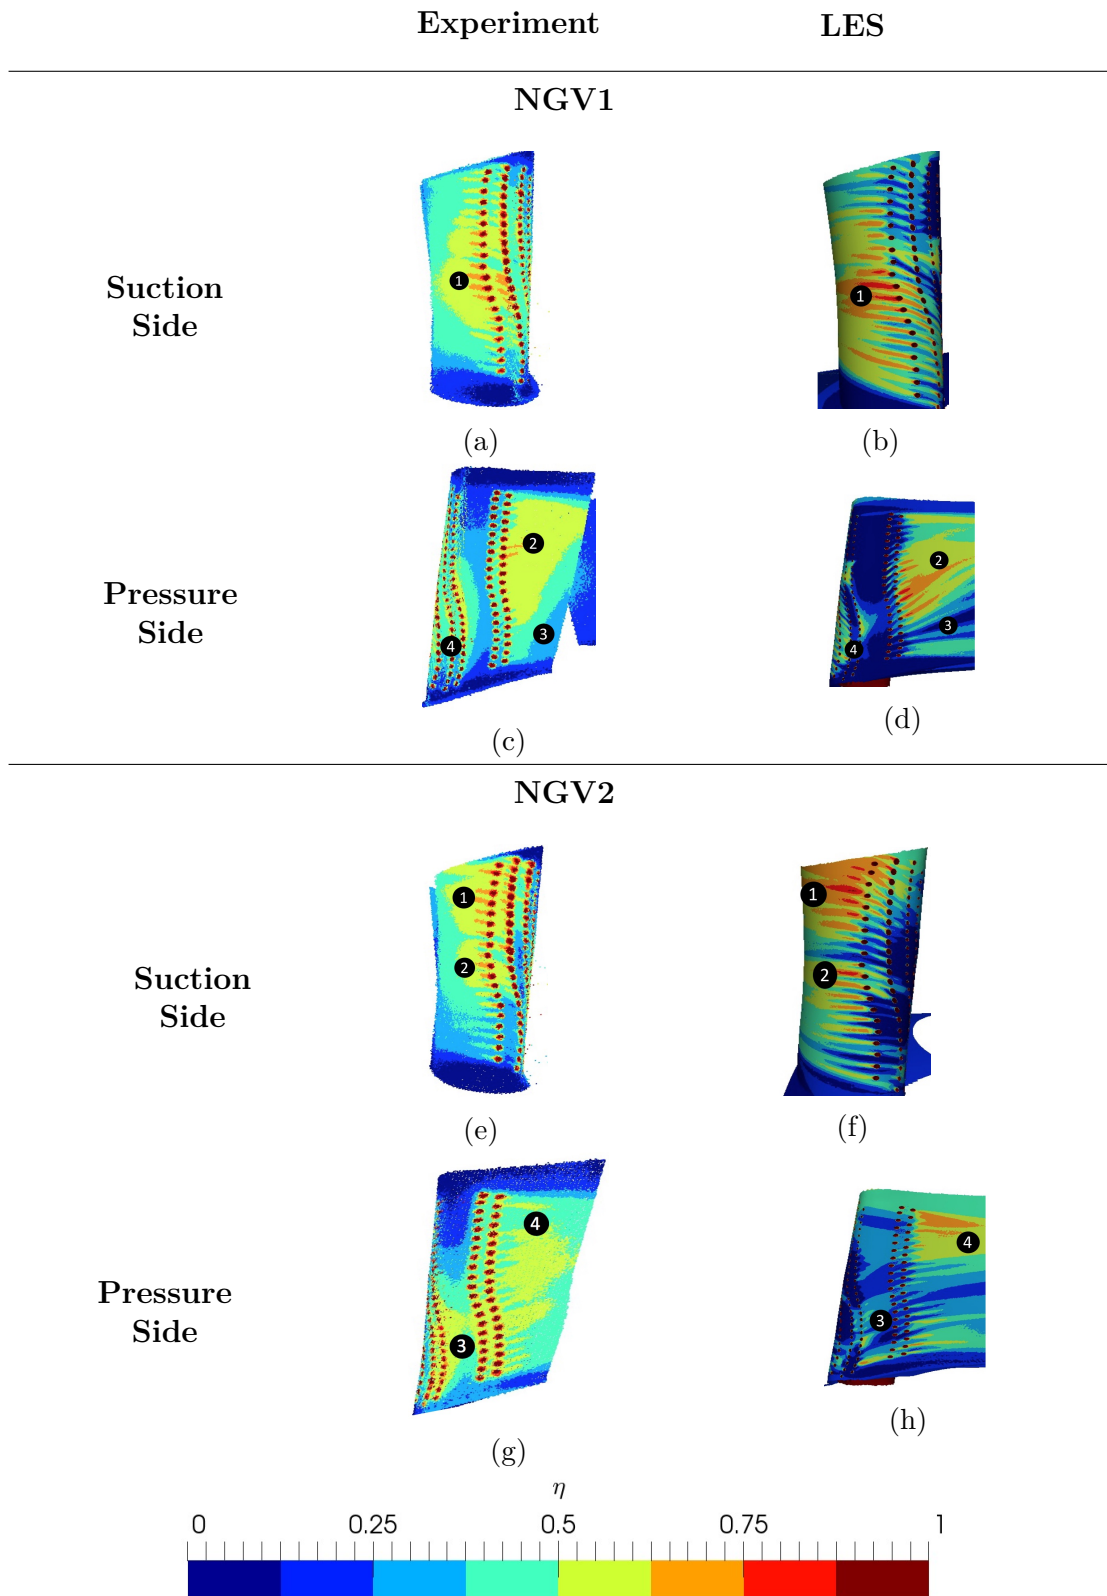 Experiment LES
NGV1
Suction
Side
1
1
(a) (b)
Pressure
Side
2
3
4
2
3
4
(c) (d)
NGV2
Suction
Side
1
2
1
2
(e) (f)
Pressure
Side
4
3
4
3
(g) (h)
η
0 0.25 0.5 0.75 1